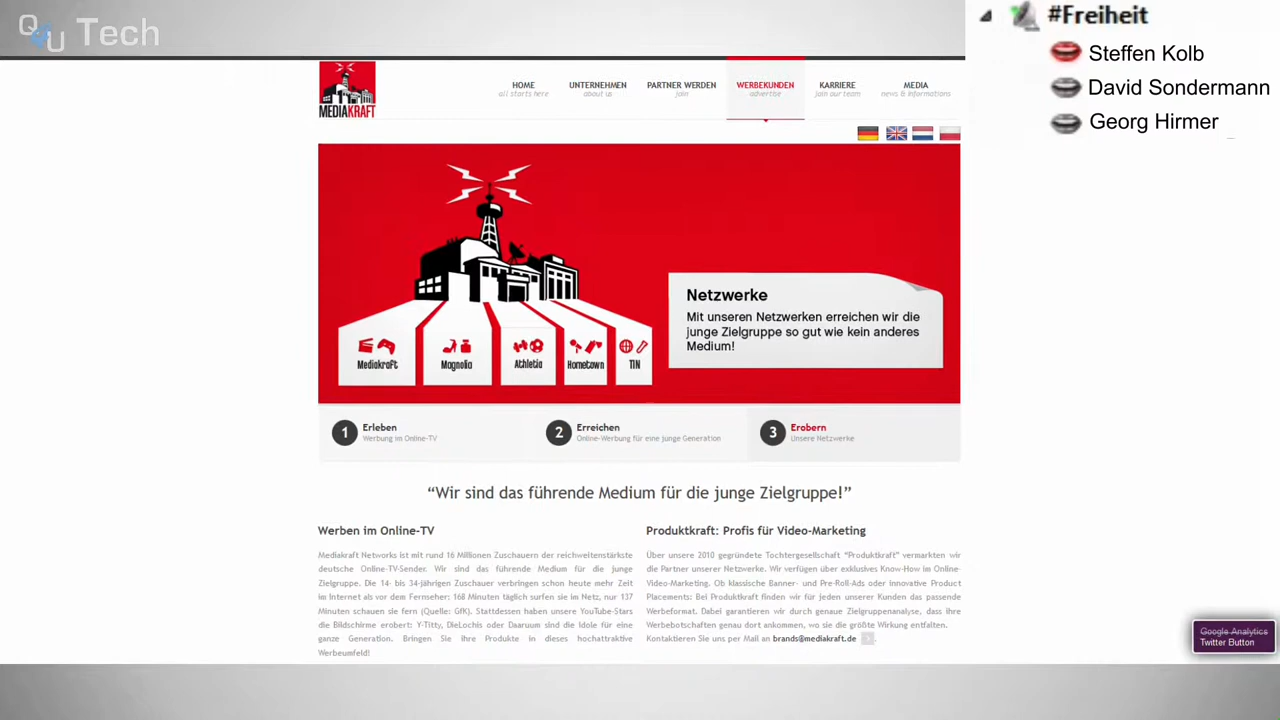 QSU Tech
#Freiheit
Steffen Kolb
David Sondermann
Georg Hirmer
MEDIAKRAFT
HOME
all starts here
UNTERNEHMEN
about us
PARTNER WERDEN
join
WERBEKUNDEN
advertise
KARRIERE
join our team
MEDIA
news & informations
Netzwerke
Mit unseren Netzwerken erreichen wir die
junge Zielgruppe so gut wie kein anderes
Medium!
Mediakraft
Magnolia
Athletia
Hometown
TIN
1 Erleben
Werbung im Online-TV
2 Erreichen
Online-Werbung für eine junge Generation
3 Erobern
Unsere Netzwerke
“Wir sind das führende Medium für die junge Zielgruppe!”
Werben im Online-TV
Mediakraft Networks ist mit rund 16 Millionen Zuschauern der reichweitenstärkste
deutsche Online-TV-Sender. Wir sind das führende Medium für die junge
Zielgruppe. Die 14- bis 34-jährigen Zuschauer verbringen schon heute mehr Zeit
im Internet als vor dem Fernseher: 168 Minuten täglich surfen sie im Netz, nur 137
Minuten schauen sie fern (Quelle: GfK). Stattdessen haben unsere YouTube-Stars
die Bildschirme erobert: Y-Titty, DieLochis oder Daaruum sind die Idole für eine
ganze Generation. Bringen Sie Ihre Produkte in dieses hochattraktive
Werbeumfeld!
Produktkraft: Profis für Video-Marketing
Über unsere 2010 gegründete Tochtergesellschaft “Produktkraft” vermarkten wir
die Partner unserer Netzwerke. Wir verfügen über exklusives Know-How im Online-
Video-Marketing. Ob klassische Banner- und Pre-Roll-Ads oder innovative Product
Placements: Bei Produktkraft finden wir für jeden unserer Kunden das passende
Werbeformat. Dabei garantieren wir durch genaue Zielgruppenanalyse, dass ihre
Werbebotschaften genau dort ankommen, wo sie die größte Wirkung entfalten.
Kontaktieren Sie uns per Mail an brands@mediakraft.de
Google Analytics
Twitter Button